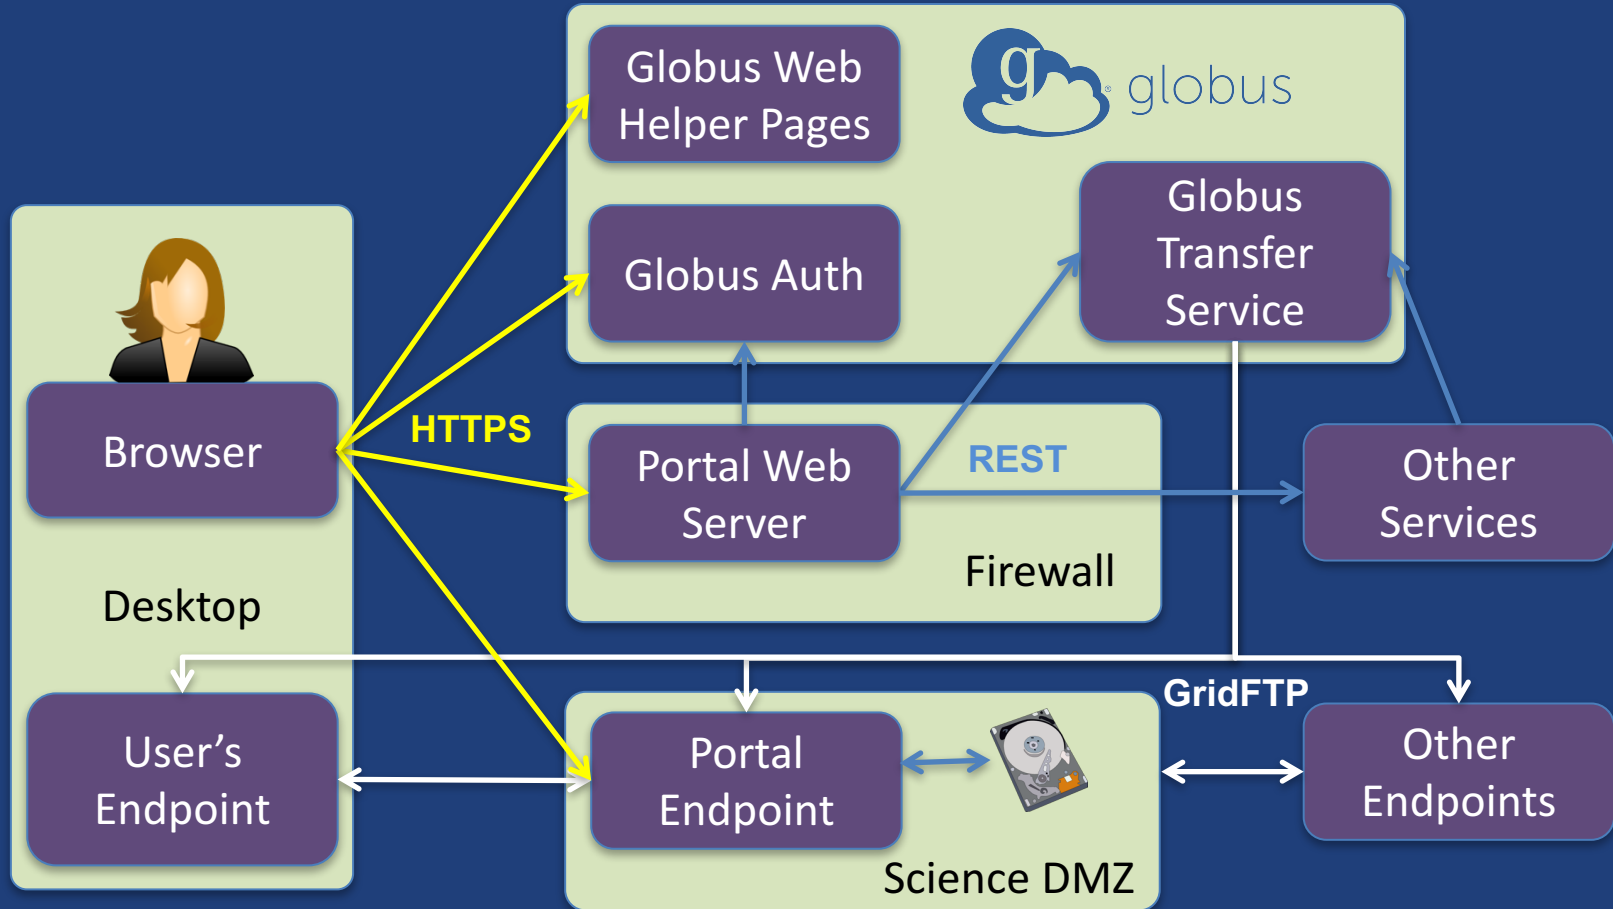 Globus Web
Helper Pages
g globus
®
Globus
Transfer
Service
Globus Auth
Browser
HTTPS
Portal Web
Server
REST
Other
Services
Firewall
Desktop
GridFTP
User’s
Endpoint
Portal
Endpoint
Other
Endpoints
Science DMZ